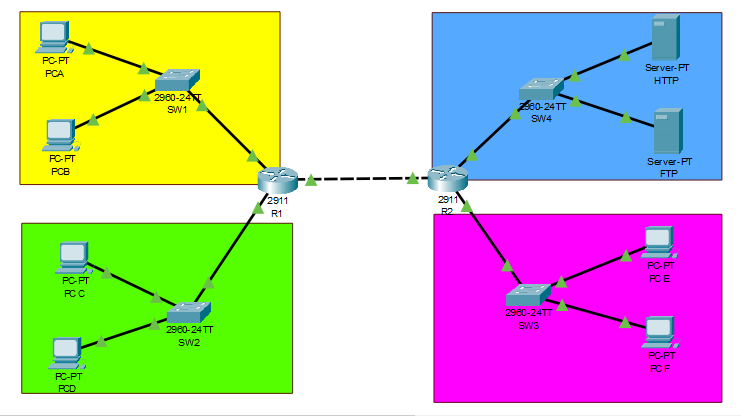 PC-PT
PCA
2960-24TT
SW1
PC-PT
PCB
Server-PT
HTTP
2960-24TT
SW4
Server-PT
FTP
2911
R1
2911
R2
PC-PT
PC C
2960-24TT
SW2
PC-PT
PCD
PC-PT
PC E
2960-24TT
SW3
PC-PT
PC F